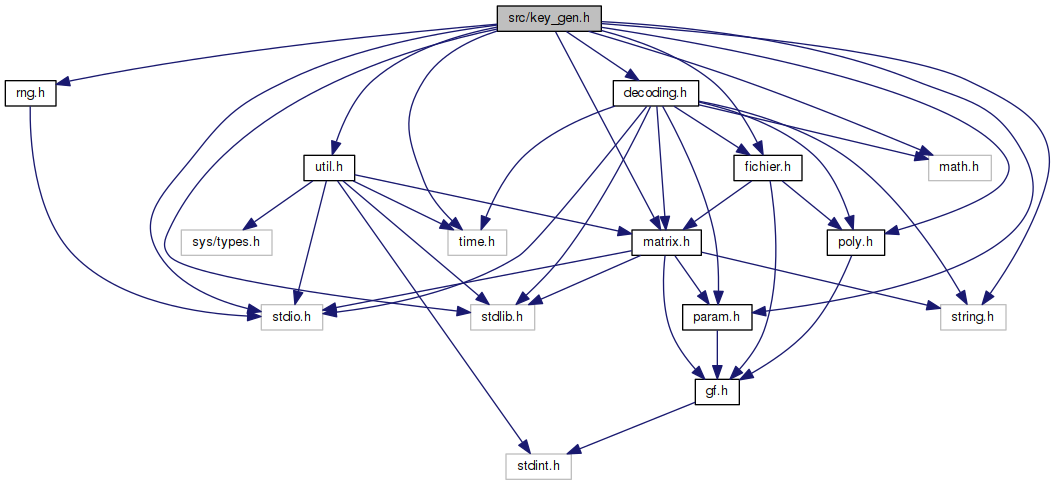 src/key_gen.h
rng.h
decoding.h
util.h
fichier.h
math.h
sys/types.h
time.h
matrix.h
poly.h
stdio.h
stdlib.h
param.h
string.h
gf.h
stdint.h